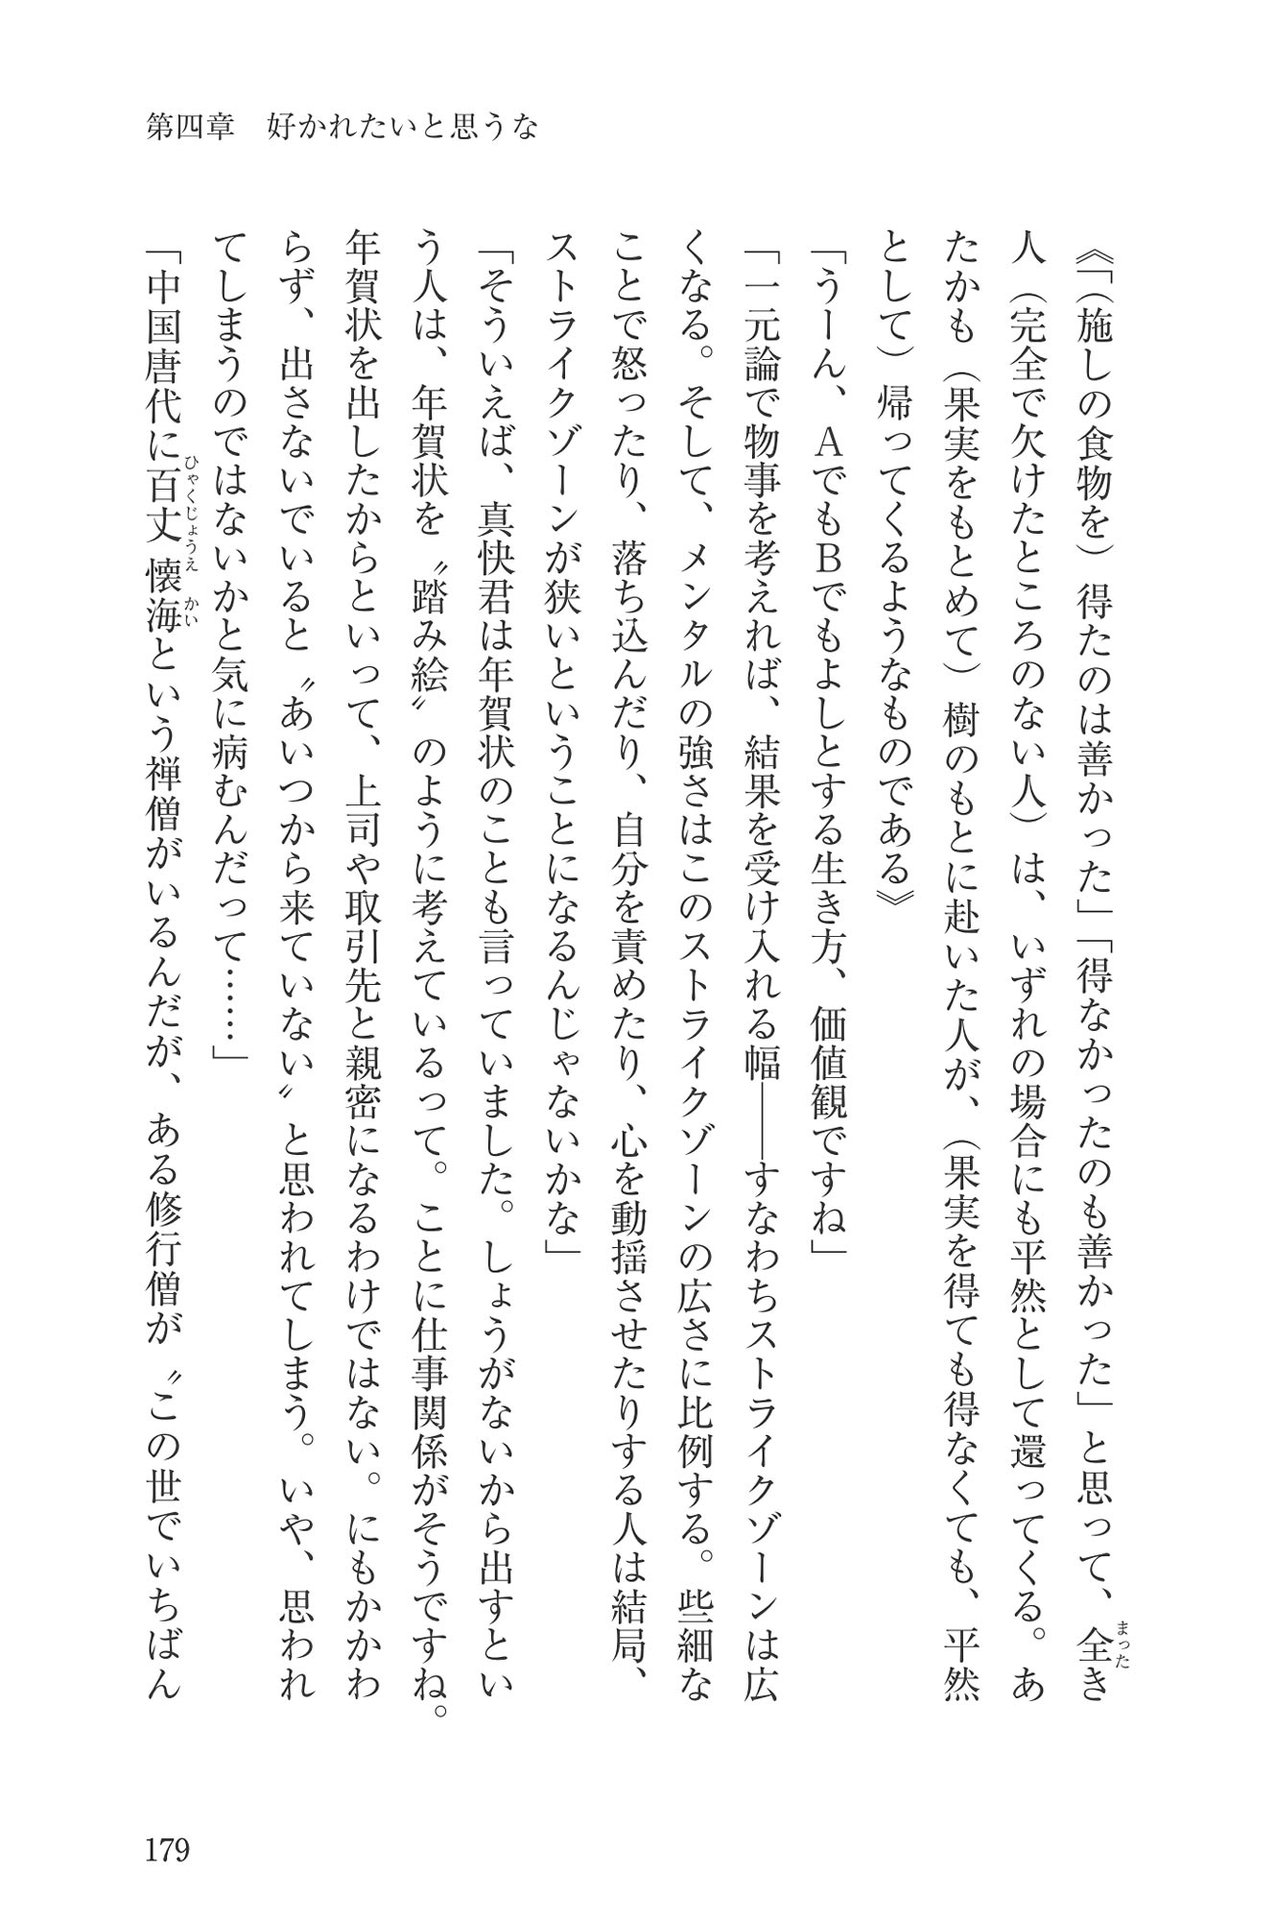 第四章　好かれたいと思うな
《「（施しの食物を）得たのは善かった」「得なかったのも善かった」と思って、全き
人（完全で欠けたところのない人）は、いずれの場合にも平然として還ってくる。あ
たかも（果実をもとめて）樹のもとに赴いた人が、（果実を得ても得なくても、平然
として）帰ってくるようなものである》
「うーん、ＡでもＢでもよしとする生き方、価値観ですね」
「一元論で物事を考えれば、結果を受け入れる幅――すなわちストライクゾーンは広
くなる。そして、メンタルの強さはこのストライクゾーンの広さに比例する。些細な
ことで怒ったり、落ち込んだり、自分を責めたり、心を動揺させたりする人は結局、
ストライクゾーンが狭いということになるんじゃないかな」
「そういえば、真快君は年賀状のことも言っていました。しょうがないから出すとい
う人は、年賀状を〝踏み絵〟のように考えているって。ことに仕事関係がそうですね。
年賀状を出したからといって、上司や取引先と親密になるわけではない。にもかかわ
らず、出さないでいると〝あいつから来ていない〟と思われてしまう。いや、思われ
てしまうのではないかと気に病むんだって……」
「中国唐代に百丈懐海という禅僧がいるんだが、ある修行僧が〝この世でいちばん
まった
ひゃくじょうえ
かい
179